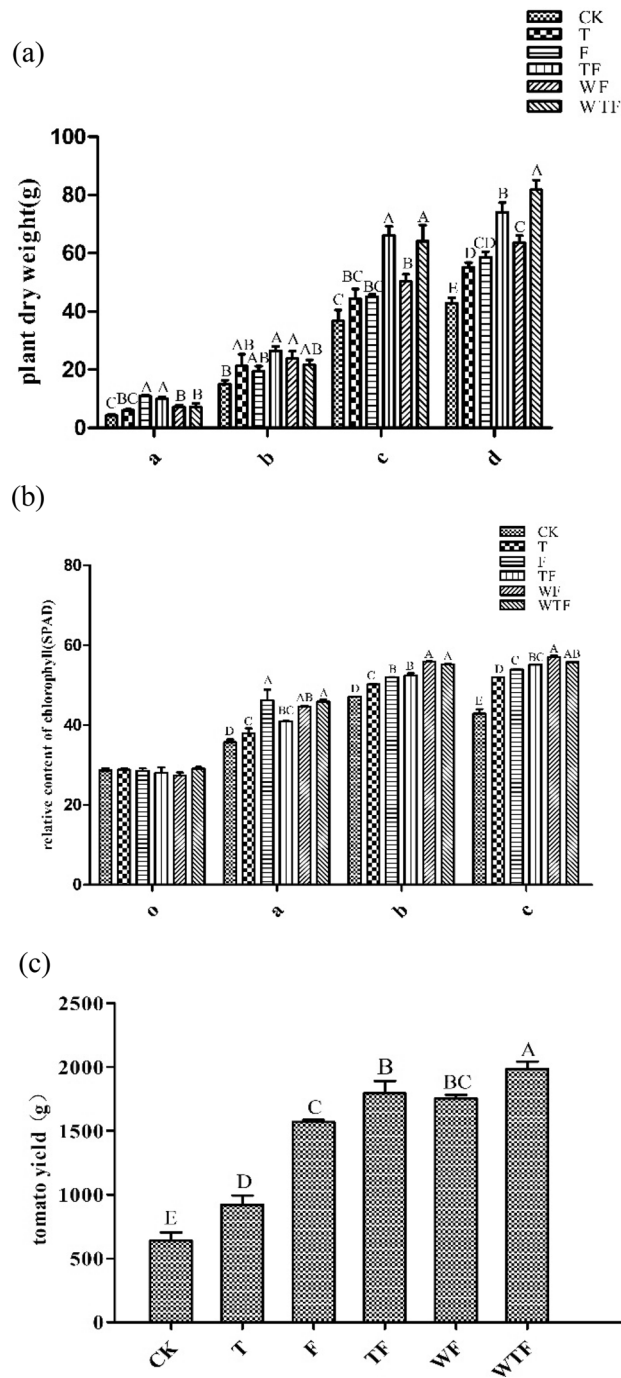 (a)
CK
T
F
TF
WF
WTF
plant dry weight(g)
100
80
60
40
20
0
C BC A A B B
B AB AB A A AB
C BC BC A B A
E D CD B C A
a b c d
(b)
CK
T
F
TF
WF
WTF
relative content of chlorophyll(SPAD)
80
60
40
20
0
D C A BC AB A
D C B B A A
E D C BC A AB
o a b c
(c)
tomato yicld (g)
2500
2000
1500
1000
500
0
E D C B BC A
CK T F TF WF WTF